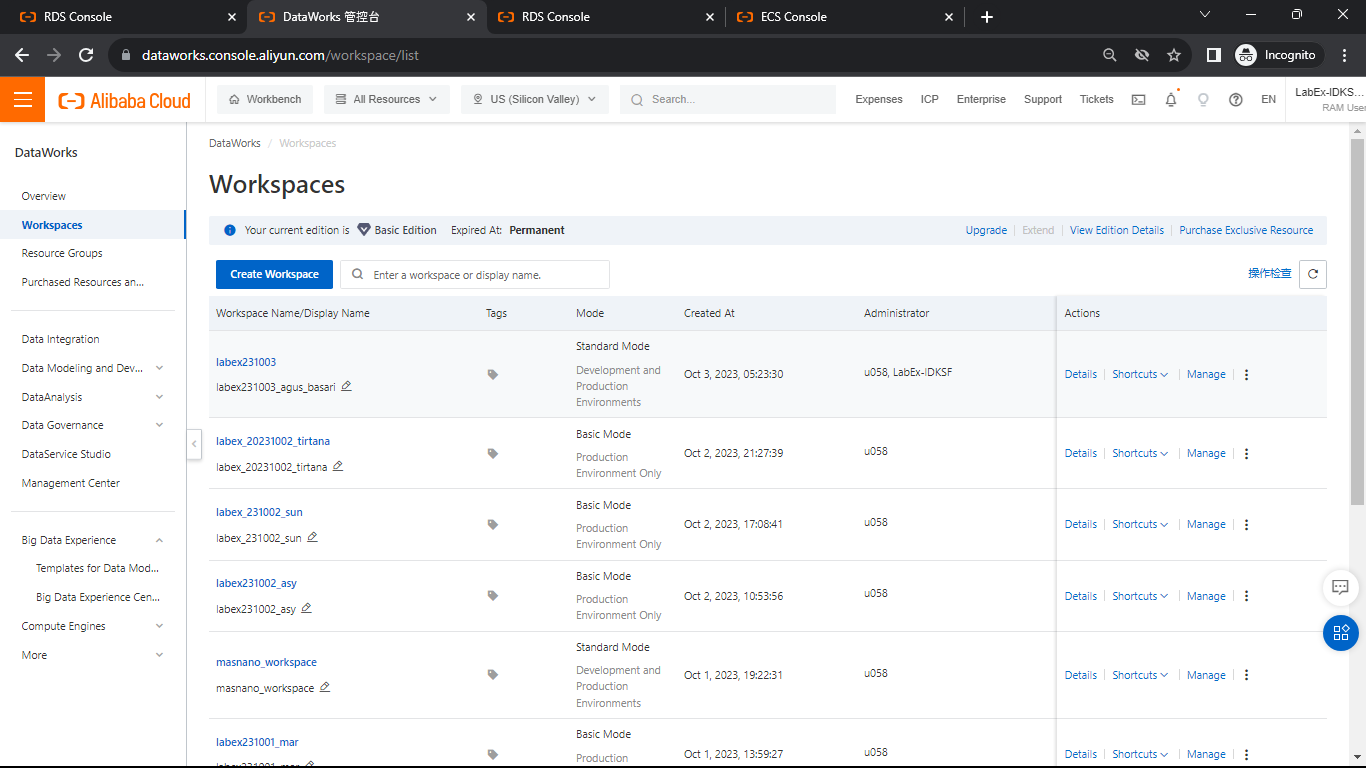 RDS Console
DataWorks 管控台
RDS Console
ECS Console
dataworks.console.aliyun.com/workspace/list
Incognito
Alibaba Cloud
Workbench
All Resources
US (Silicon Valley)
Search...
Expenses
ICP
Enterprise
Support
Tickets
EN
LabEx-IDKS...
RAM User
DataWorks
Overview
Workspaces
Resource Groups
Purchased Resources an...
Data Integration
Data Modeling and Dev...
DataAnalysis
Data Governance
DataService Studio
Management Center
Big Data Experience
Templates for Data Mod...
Big Data Experience Cen...
Compute Engines
More
DataWorks / Workspaces
Workspaces
Your current edition is Basic Edition Expired At: Permanent
Upgrade | Extend | View Edition Details | Purchase Exclusive Resource
Create Workspace
Enter a workspace or display name.
操作检查
Workspace Name/Display Name Tags Mode Created At Administrator Actions
labex231003
labex231003_agus_basari
Standard Mode
Development and
Production
Environments
Oct 3, 2023, 05:23:30
u058, LabEx-IDKSF
Details | Shortcuts | Manage
labex_20231002_tirtana
labex_20231002_tirtana
Basic Mode
Production
Environment Only
Oct 2, 2023, 21:27:39
u058
Details | Shortcuts | Manage
labex_231002_sun
labex_231002_sun
Basic Mode
Production
Environment Only
Oct 2, 2023, 17:08:41
u058
Details | Shortcuts | Manage
labex231002_asy
labex231002_asy
Basic Mode
Production
Environment Only
Oct 2, 2023, 10:53:56
u058
Details | Shortcuts | Manage
masnano_workspace
masnano_workspace
Standard Mode
Development and
Production
Environments
Oct 1, 2023, 19:22:31
u058
Details | Shortcuts | Manage
labex231001_mar
labex231001_mar
Basic Mode
Production
Oct 1, 2023, 13:59:27
u058
Details | Shortcuts | Manage